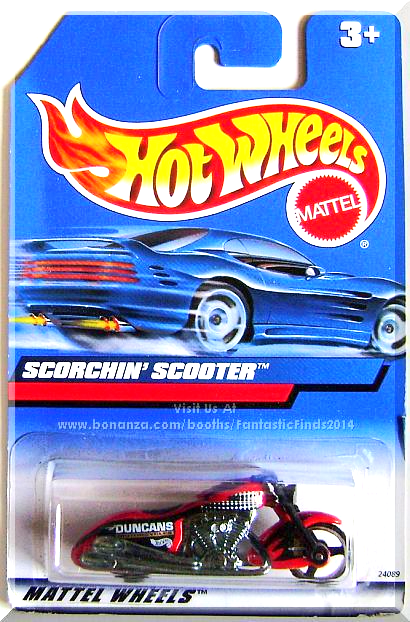 3+
HOT WHEELS
MATTEL
®
SCORCHIN' SCOOTER™
Visit Us At
www.bonanza.com/booths/FantasticFinds2014
DUNCANS
24089
MATTEL WHEELS™